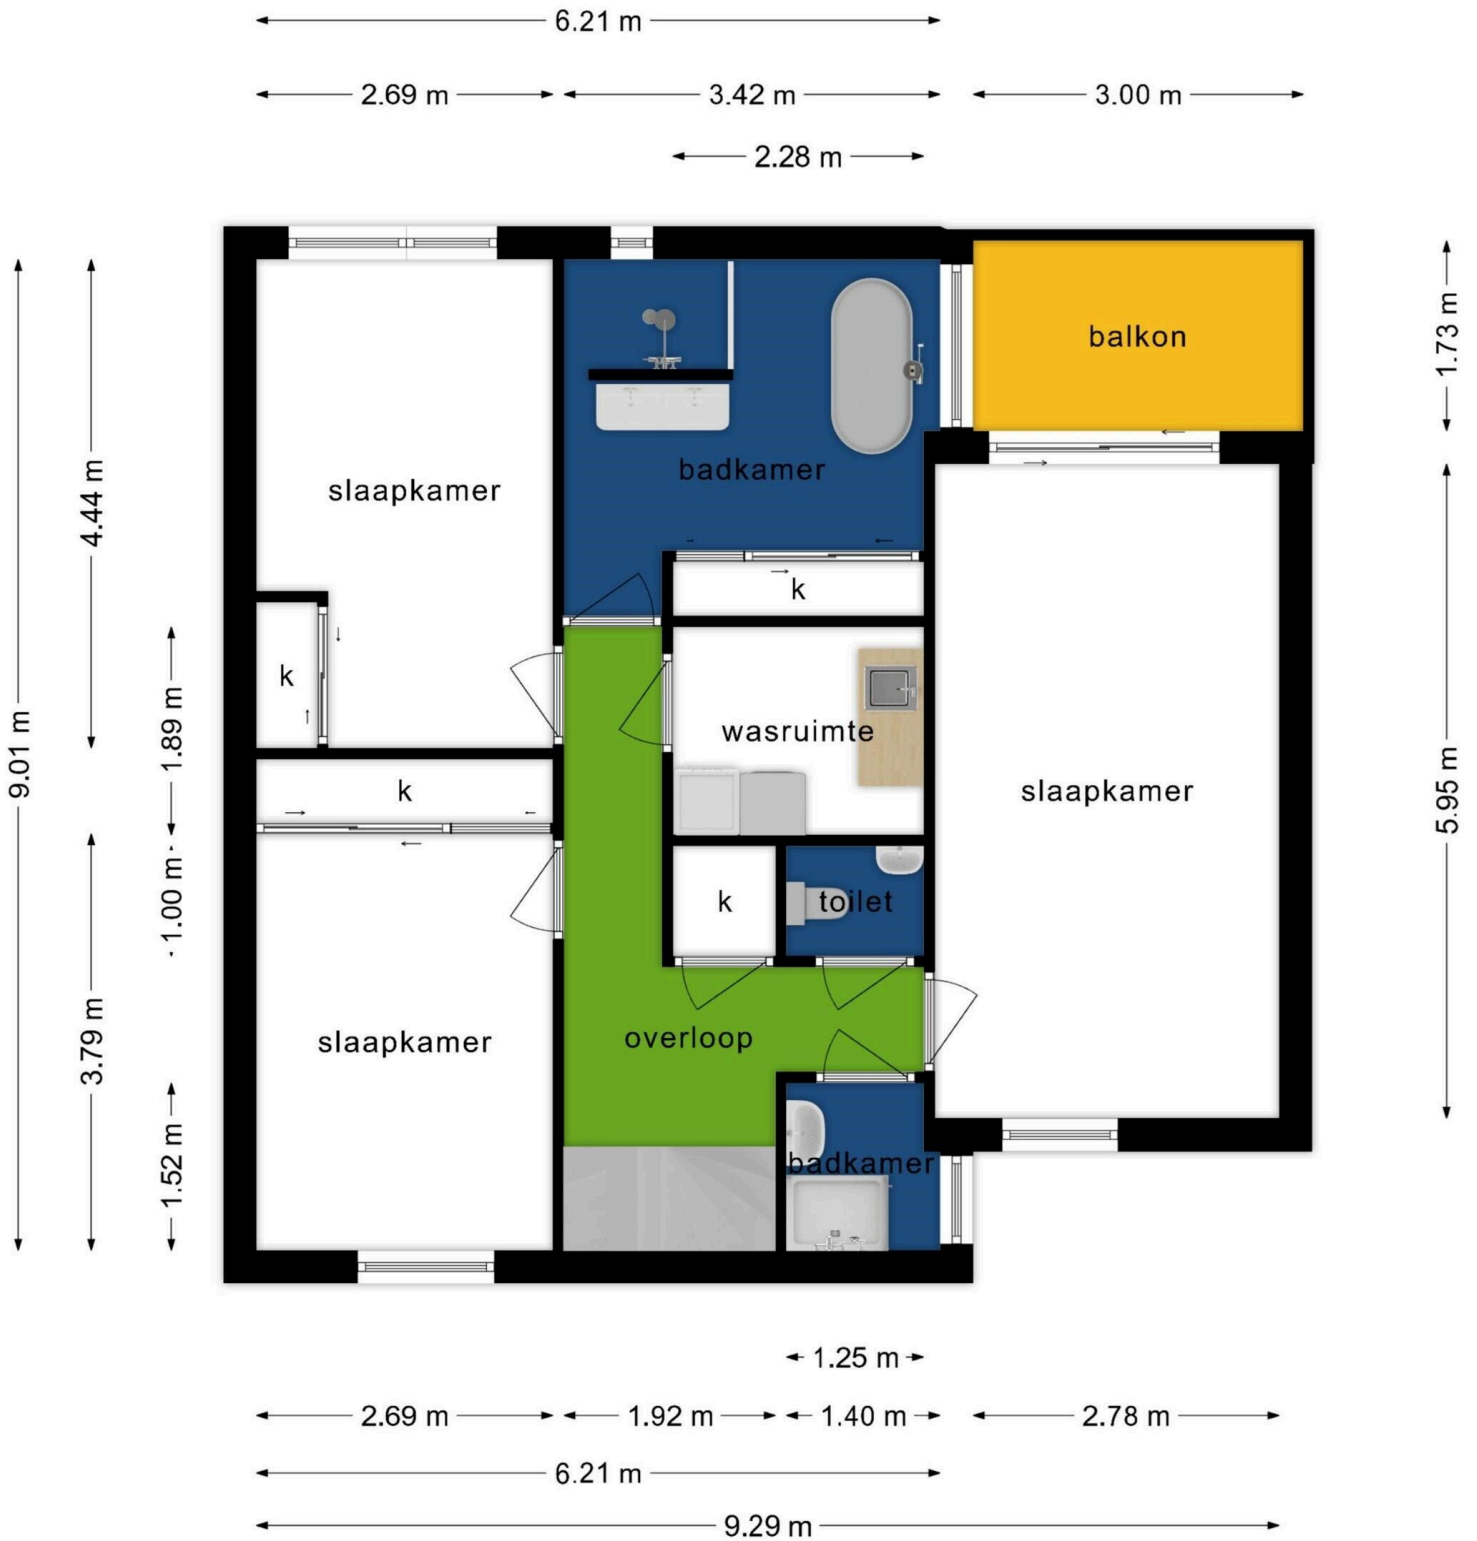 6.21 m
2.69 m
3.42 m
3.00 m
2.28 m
balkon
1.73 m
badkamer
slaapkamer
4.44 m
k
k
9.01 m
1.89 m
wasruimte
k
slaapkamer
5.95 m
1.00 m
k
toilet
slaapkamer
overloop
3.79 m
1.52 m
badkamer
1.25 m
2.69 m
1.92 m
1.40 m
2.78 m
6.21 m
9.29 m